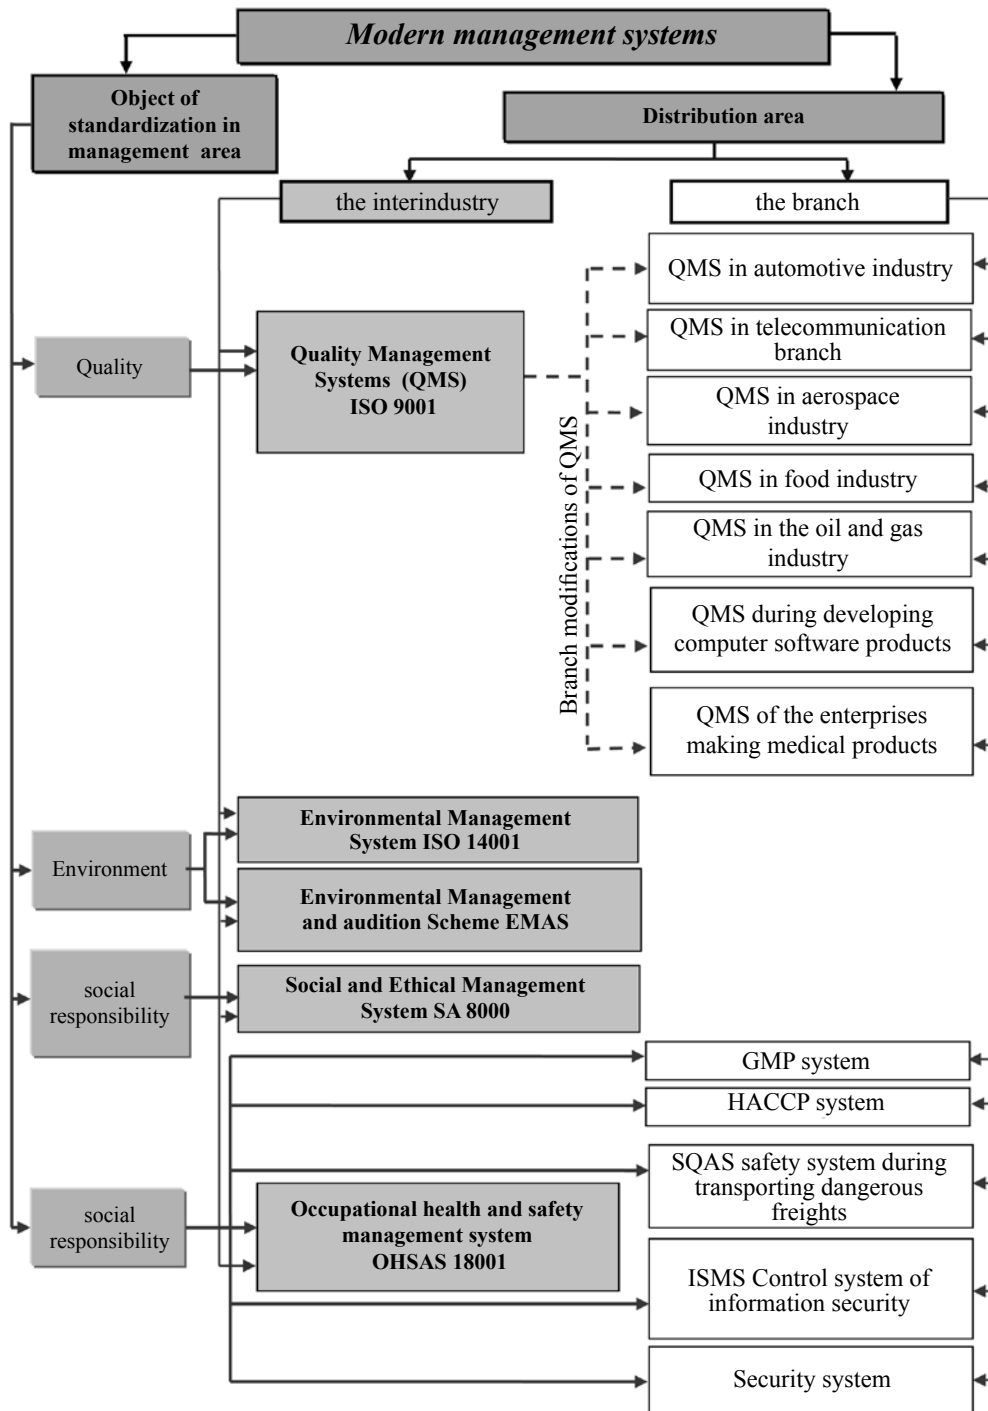 Modern management systems
Object of
standardization in
management area
Distribution area
the interindustry
the branch
QMS in automotive industry
Quality
Quality Management
Systems (QMS)
ISO 9001
Branch modifications of QMS
QMS in telecommunication
branch
QMS in aerospace
industry
QMS in food industry
QMS in the oil and gas
industry
QMS during developing
computer software products
QMS of the enterprises
making medical products
Environment
Environmental Management
System ISO 14001
Environmental Management
and audition Scheme EMAS
social
responsibility
Social and Ethical Management
System SA 8000
GMP system
HACCP system
SQAS safety system during
transporting dangerous
freights
social
responsibility
Occupational health and safety
management system
OHSAS 18001
ISMS Control system of
information security
Security system